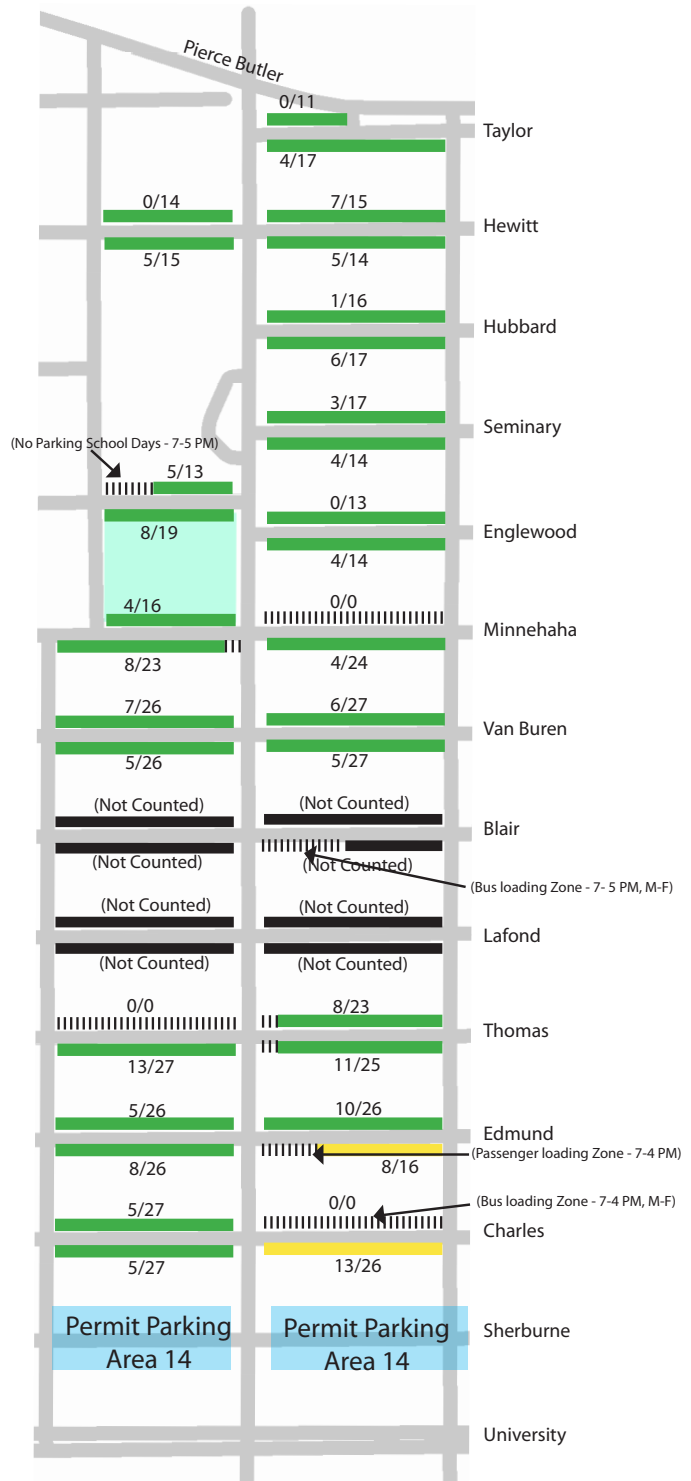 Pierce Butler
0/11
Taylor
4/17
0/14
7/15
Hewitt
5/15
5/14
1/16
Hubbard
6/17
3/17
Seminary
(No Parking School Days - 7-5 PM)
4/14
5/13
0/13
Englewood
8/19
4/14
4/16
0/0
Minnehaha
8/23
4/24
7/26
6/27
Van Buren
5/26
5/27
(Not Counted)
(Not Counted)
Blair
(Not Counted)
(Not Counted)
(Bus loading Zone - 7- 5 PM, M-F)
(Not Counted)
(Not Counted)
Lafond
(Not Counted)
(Not Counted)
0/0
8/23
Thomas
13/27
11/25
5/26
10/26
Edmund
(Passenger loading Zone - 7-4 PM)
8/26
8/16
(Bus loading Zone - 7-4 PM, M-F)
5/27
0/0
Charles
5/27
13/26
Permit Parking
Area 14
Permit Parking
Area 14
Sherburne
University